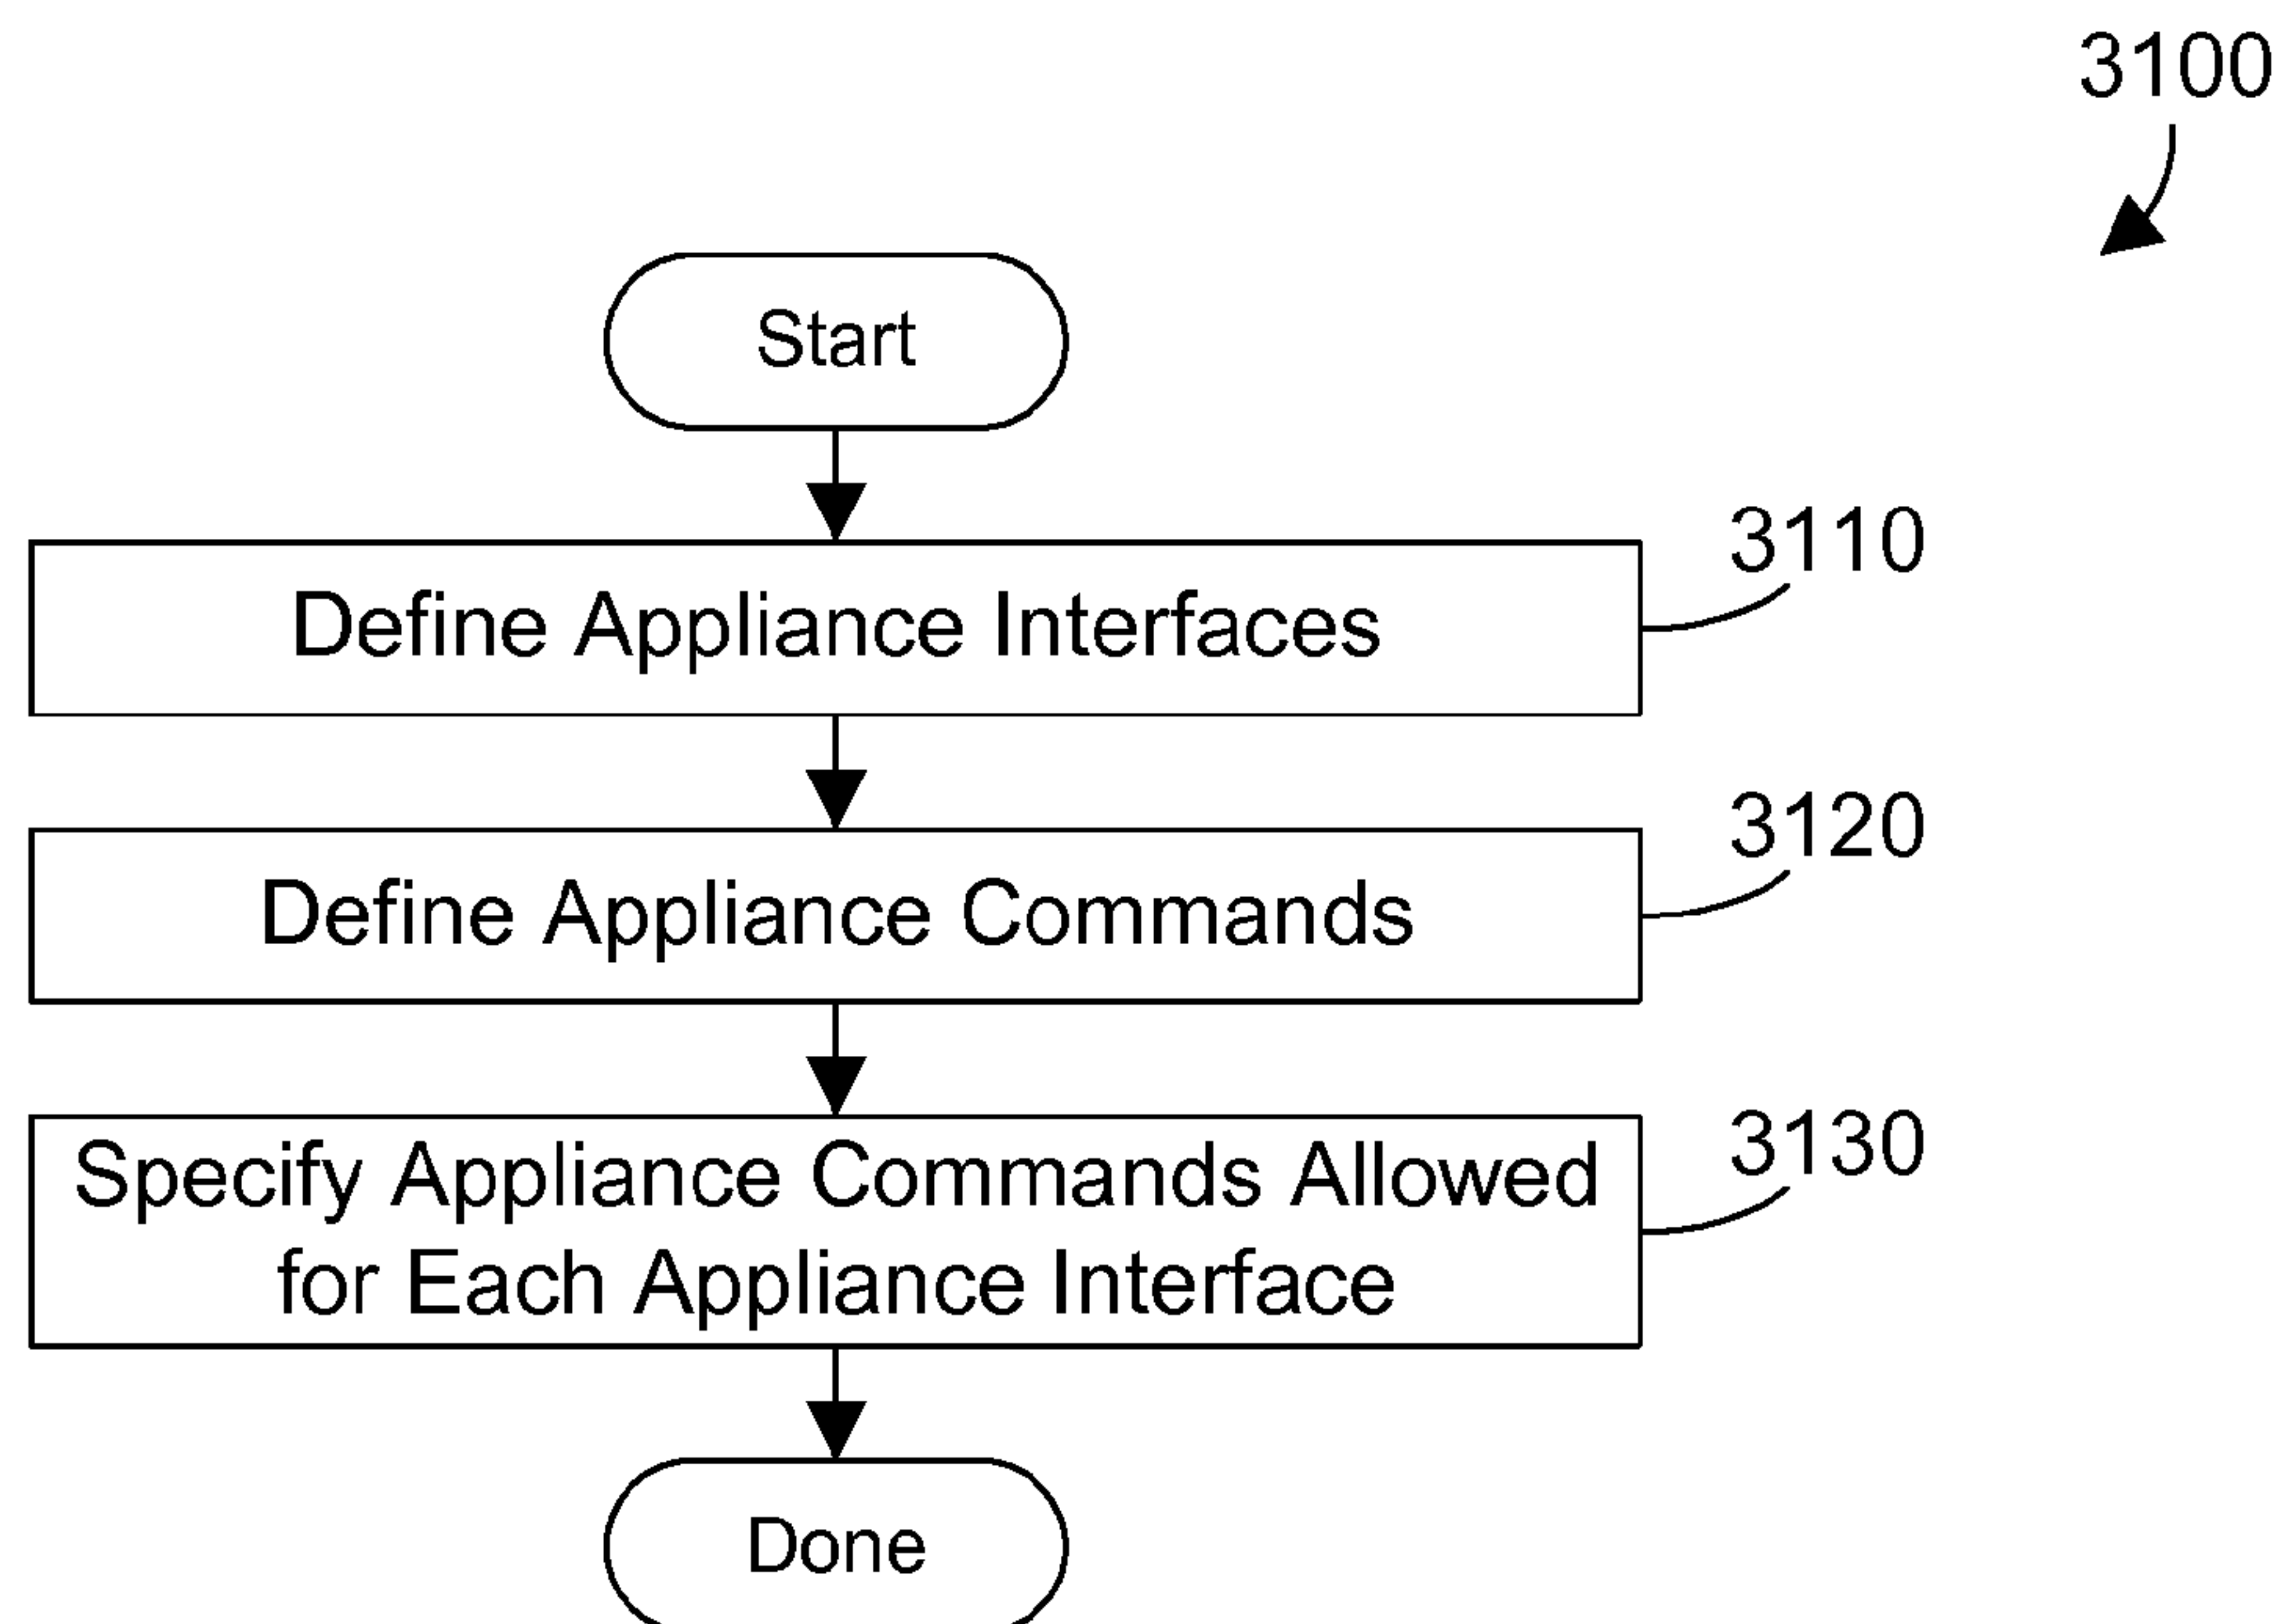 3100
Start
Define Appliance Interfaces
3110
Define Appliance Commands
3120
Specify Appliance Commands Allowed
for Each Appliance Interface
3130
Done